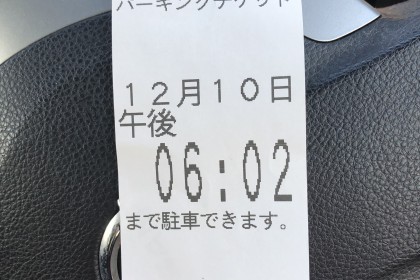 パーキングチケット
１２月１０日
午後
06:02
まで駐車できます。